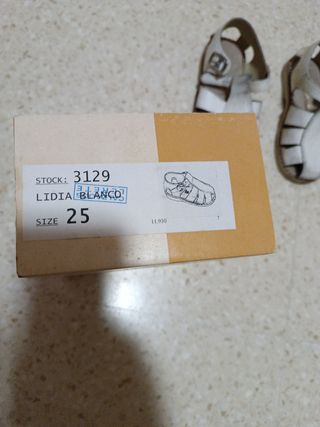 STOCK: 3129
LIDIA BLANCO
SIZE 25